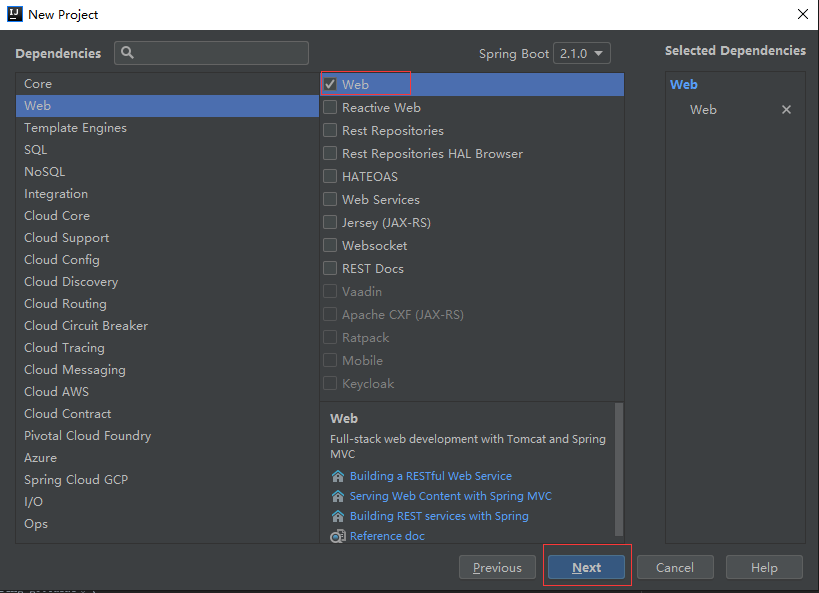 New Project
Dependencies
Spring Boot 2.1.0
Selected Dependencies
Core
Web
Template Engines
SQL
NoSQL
Integration
Cloud Core
Cloud Support
Cloud Config
Cloud Discovery
Cloud Routing
Cloud Circuit Breaker
Cloud Tracing
Cloud Messaging
Cloud AWS
Cloud Contract
Pivotal Cloud Foundry
Azure
Spring Cloud GCP
I/O
Ops
Web
Reactive Web
Rest Repositories
Rest Repositories HAL Browser
HATEOAS
Web Services
Jersey (JAX-RS)
Websocket
REST Docs
Vaadin
Apache CXF (JAX-RS)
Ratpack
Mobile
Keycloak
Web
Full-stack web development with Tomcat and Spring
MVC
Building a RESTful Web Service
Serving Web Content with Spring MVC
Building REST services with Spring
Reference doc
Web
Web
Previous
Next
Cancel
Help